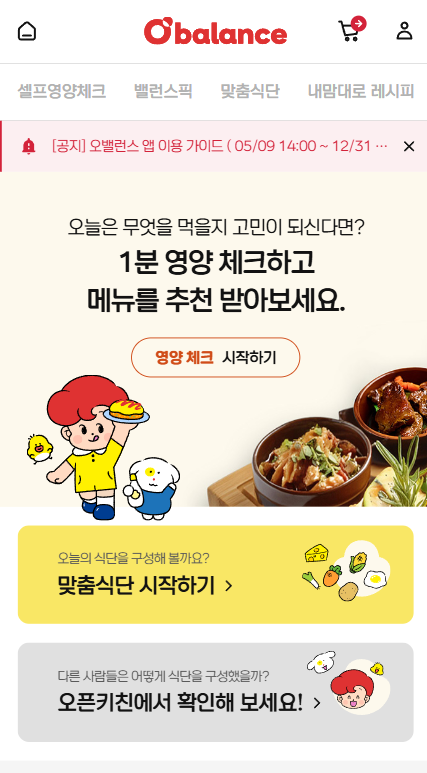 Obalance
셀프영양체크 밸런스픽 맞춤식단 내맘대로 레시피
[공지] 오밸런스 앱 이용 가이드 ( 05/09 14:00 ~ 12/31 ...
오늘은 무엇을 먹을지 고민이 되신다면?
1분 영양 체크하고
메뉴를 추천 받아보세요.
영양 체크 시작하기
오늘의 식단을 구성해 볼까요?
맞춤식단 시작하기
다른 사람들은 어떻게 식단을 구성했을까?
오픈키친에서 확인해 보세요!